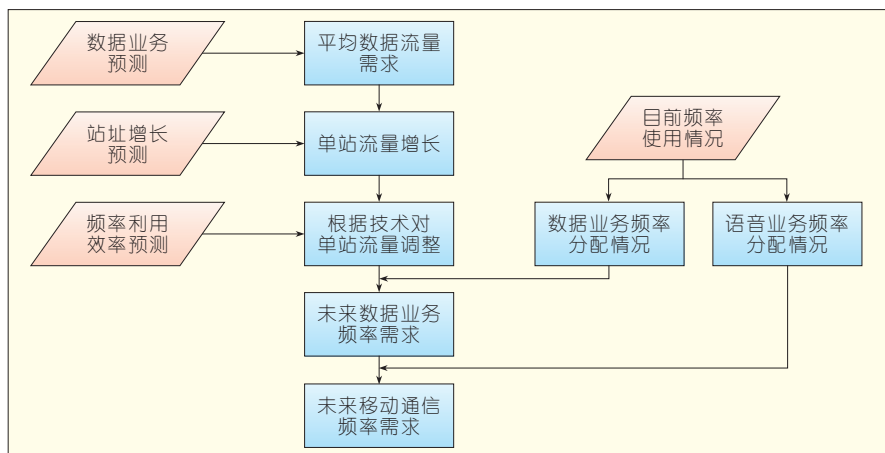 数据业务
预测
平均数据流量
需求
站址增长
预测
单站流量增长
目前频率
使用情况
频率利用
效率预测
根据技术对
单站流量调整
数据业务频率
分配情况
语音业务频率
分配情况
未来数据业务
频率需求
未来移动通信
频率需求